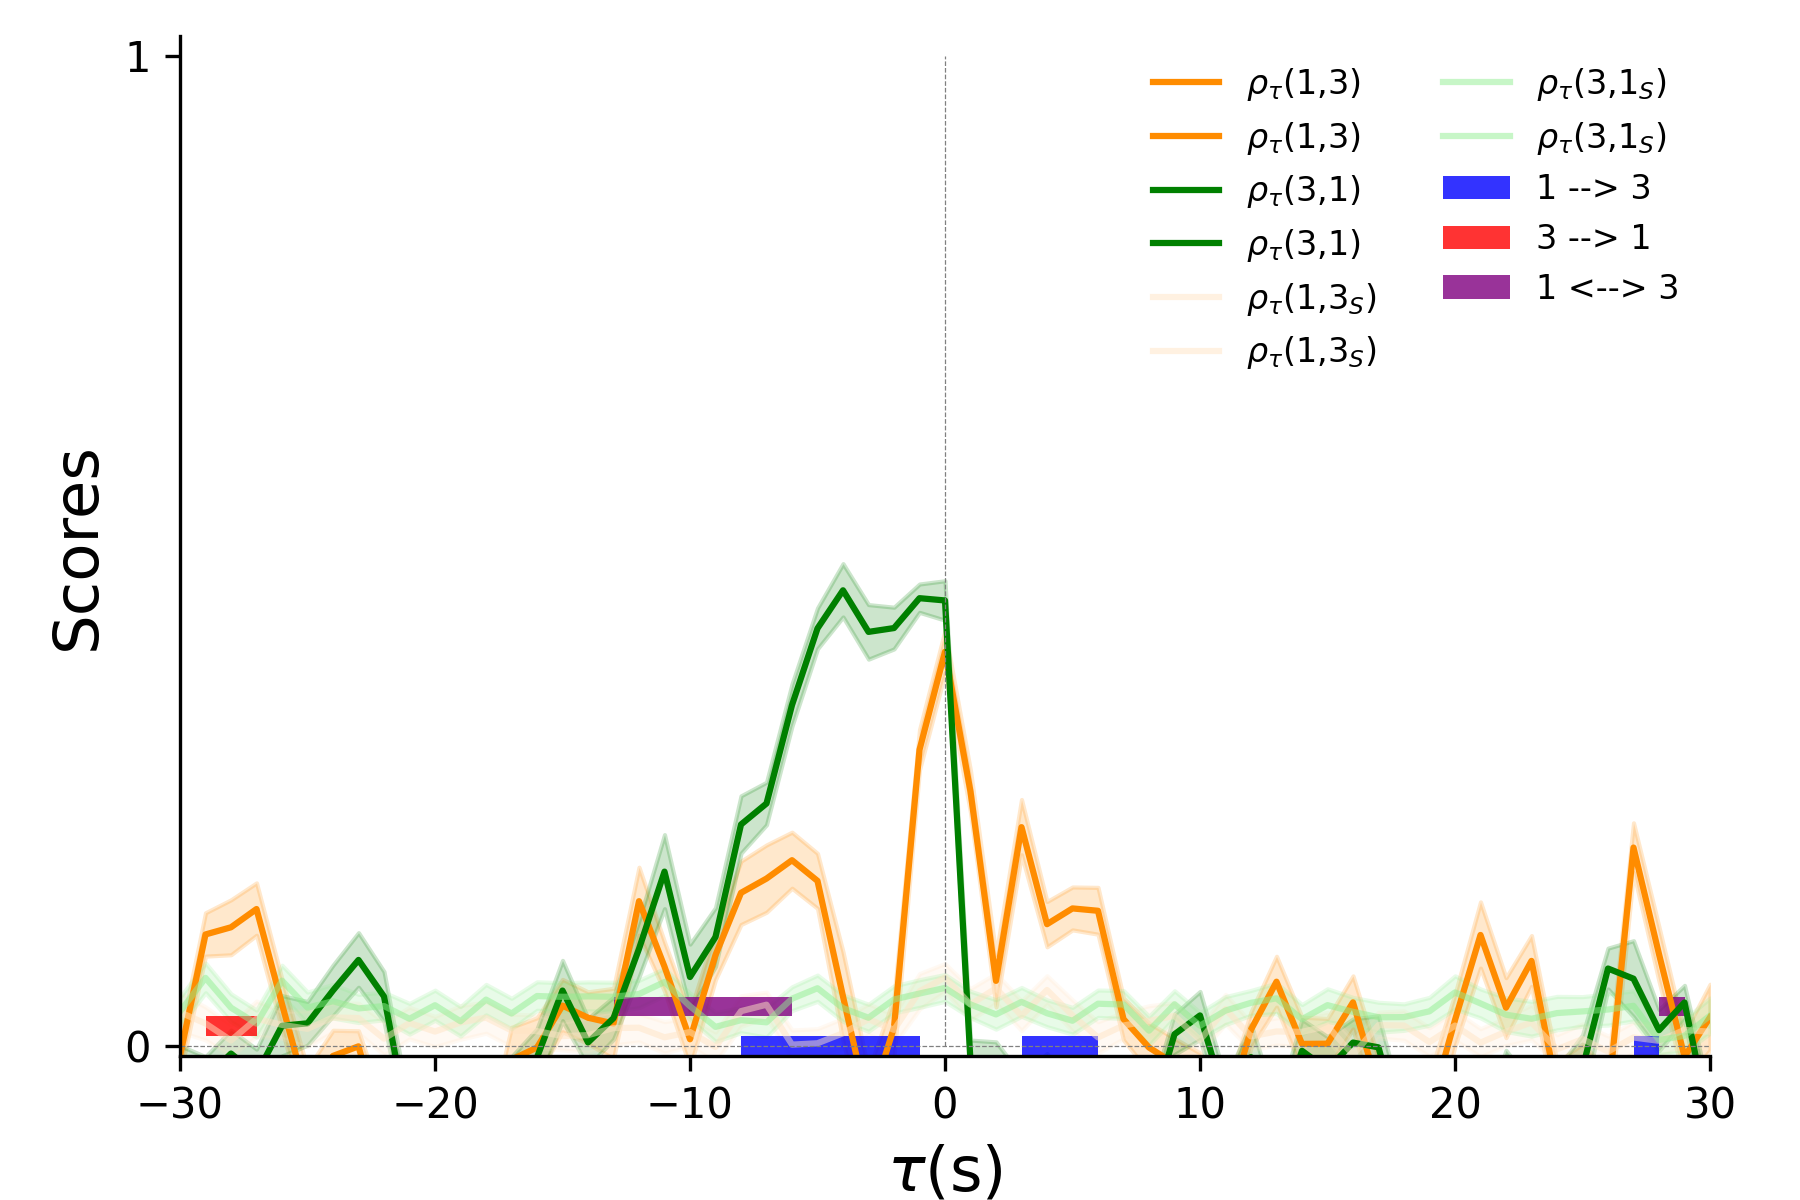 Scores
1
0
−30 −20 −10 0 10 20 30
τ(s)
ρτ(1,3)
ρτ(1,3)
ρτ(3,1)
ρτ(3,1)
ρτ(1,3S)
ρτ(1,3S)
ρτ(3,1S)
ρτ(3,1S)
1 --> 3
3 --> 1
1 <--> 3